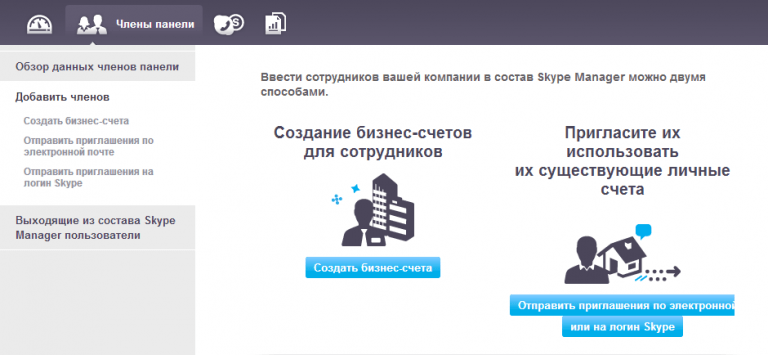 Члены панели
Обзор данных членов панели
Добавить членов
Создать бизнес-счета
Отправить приглашения по
электронной почте
Отправить приглашения на
логин Skype
Выходящие из состава Skype
Manager пользователи
Ввести сотрудников вашей компании в состав Skype Manager можно двумя
способами.
Создание бизнес-счетов
для сотрудников
Создать бизнес-счета
Пригласите их
использовать
их существующие личные
счета
Отправить приглашения по электронной
или на логин Skype